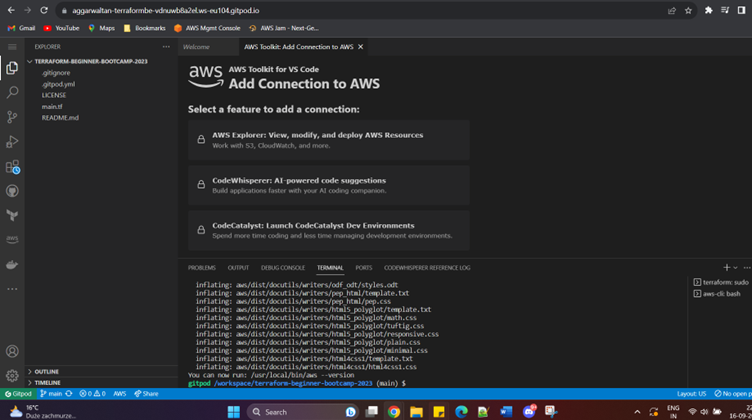 aggarwaltan-terraformbe-vdnuwb8a2el.ws-eu104.gitpod.io
Gmail YouTube Maps Bookmarks AWS Mgmt Console AWS Jam - Next-Ge...
EXPLORER ...
Welcome
AWS Toolkit: Add Connection to AWS
TERRAFORM-BEGINNER-BOOTCAMP-2023
.gitignore
.gitpod.yml
LICENSE
main.tf
README.md
aws
AWS Toolkit for VS Code
Add Connection to AWS
Select a feature to add a connection:
AWS Explorer: View, modify, and deploy AWS Resources
Work with S3, CloudWatch, and more.
CodeWhisperer: AI-powered code suggestions
Build applications faster with your AI coding companion.
CodeCatalyst: Launch CodeCatalyst Dev Environments
Spend more time coding and less time managing development environments.
aws
PROBLEMS OUTPUT DEBUG CONSOLE TERMINAL PORTS CODEWHISPERER REFERENCE LOG
inflating: aws/dist/docutils/writers/odf_odt/styles.odt
inflating: aws/dist/docutils/writers/pep_html/template.txt
inflating: aws/dist/docutils/writers/pep_html/pep.css
inflating: aws/dist/docutils/writers/html5_polyglot/template.txt
inflating: aws/dist/docutils/writers/html5_polyglot/math.css
inflating: aws/dist/docutils/writers/html5_polyglot/tuftig.css
inflating: aws/dist/docutils/writers/html5_polyglot/responsive.css
inflating: aws/dist/docutils/writers/html5_polyglot/plain.css
inflating: aws/dist/docutils/writers/html5_polyglot/minimal.css
inflating: aws/dist/docutils/writers/html4css1/template.txt
inflating: aws/dist/docutils/writers/html4css1/html4css1.css
You can now run: /usr/local/bin/aws --version
gitpod /workspace/terraform-beginner-bootcamp-2023 (main) $
terraform: sudo
aws-cli: bash
OUTLINE
TIMELINE
Gitpod main 0 0 AWS Share
Layout: US No open
16°C
Duże zachmurze...
Search
ENG
IN
16-09-2